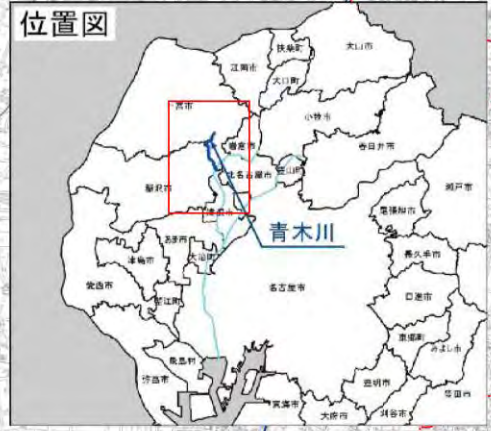 位置図
扶桑町
犬山市
江南市
大口町
一宮市
小牧市
岩倉市
春日井市
豊山町
北名古屋市
稲沢市
瀬戸市
清須市
尾張旭市
青木川
あま市
長久手市
津島市
大治町
名古屋市
愛西市
日進市
蟹江町
東郷町
みよし市
飛島村
弥富市
豊明市
豊田市
東海市
大府市
刈谷市